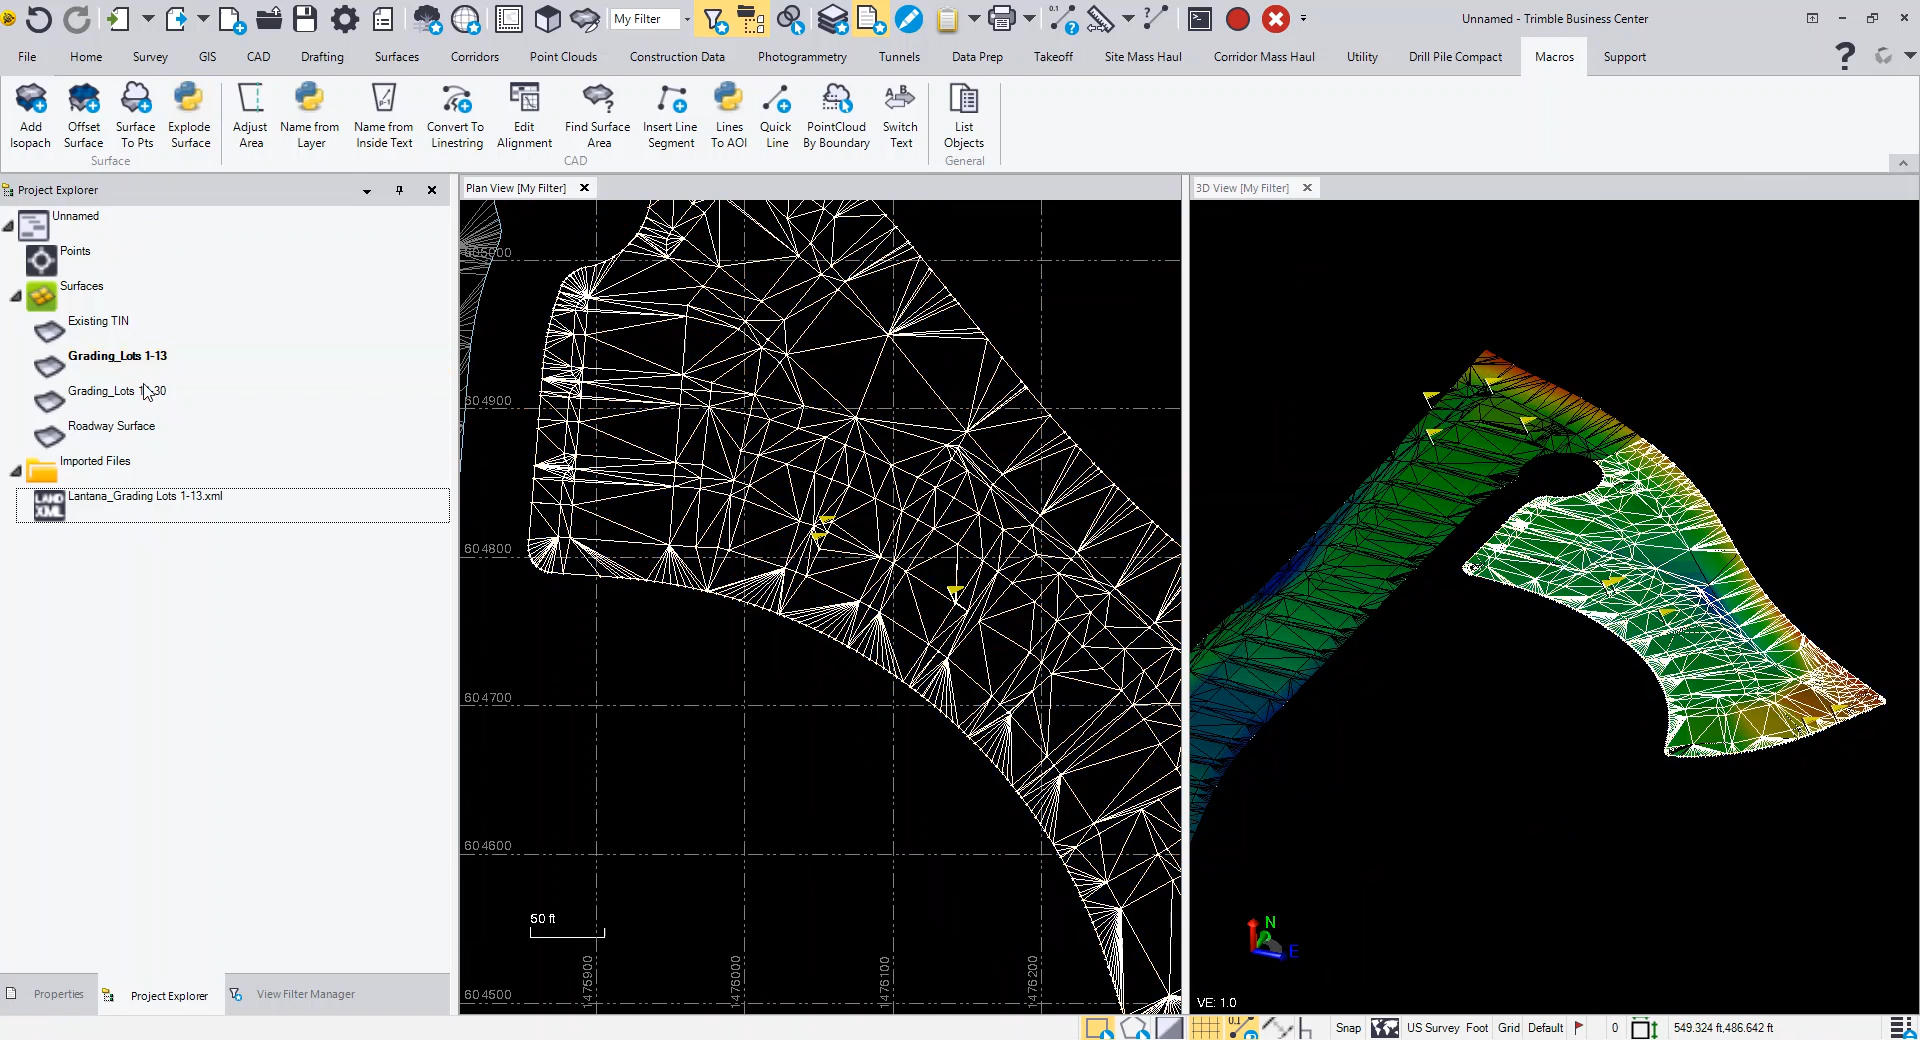 My Filter
Unnamed - Trimble Business Center
File Home Survey GIS CAD Drafting Surfaces Corridors Point Clouds Construction Data Photogrammetry Tunnels Data Prep Takeoff Site Mass Haul Corridor Mass Haul Utility Drill Pile Compact Macros Support
Add Isopach
Offset Surface
Surface To Pts
Explode Surface
Adjust Area
Name from Layer
Name from Inside Text
Convert To Linestring
Edit Alignment
Find Surface Area
Insert Line Segment
Lines To AOI
Quick Line
PointCloud By Boundary
Switch Text
List Objects
Surface
CAD
General
Project Explorer
Unnamed
Points
Surfaces
Existing TIN
Grading_Lots 1-13
Grading_Lots 1 30
Roadway Surface
Imported Files
LAND XML
Lantana_Grading Lots 1-13.xml
Properties
Project Explorer
View Filter Manager
Plan View [My Filter]
604900
604800
604700
604600
604500
50 ft
1475900
1476000
1476100
1476200
3D View [My Filter]
N
E
VE: 1.0
Snap US Survey Foot Grid Default 0 549.324 ft,486.642 ft